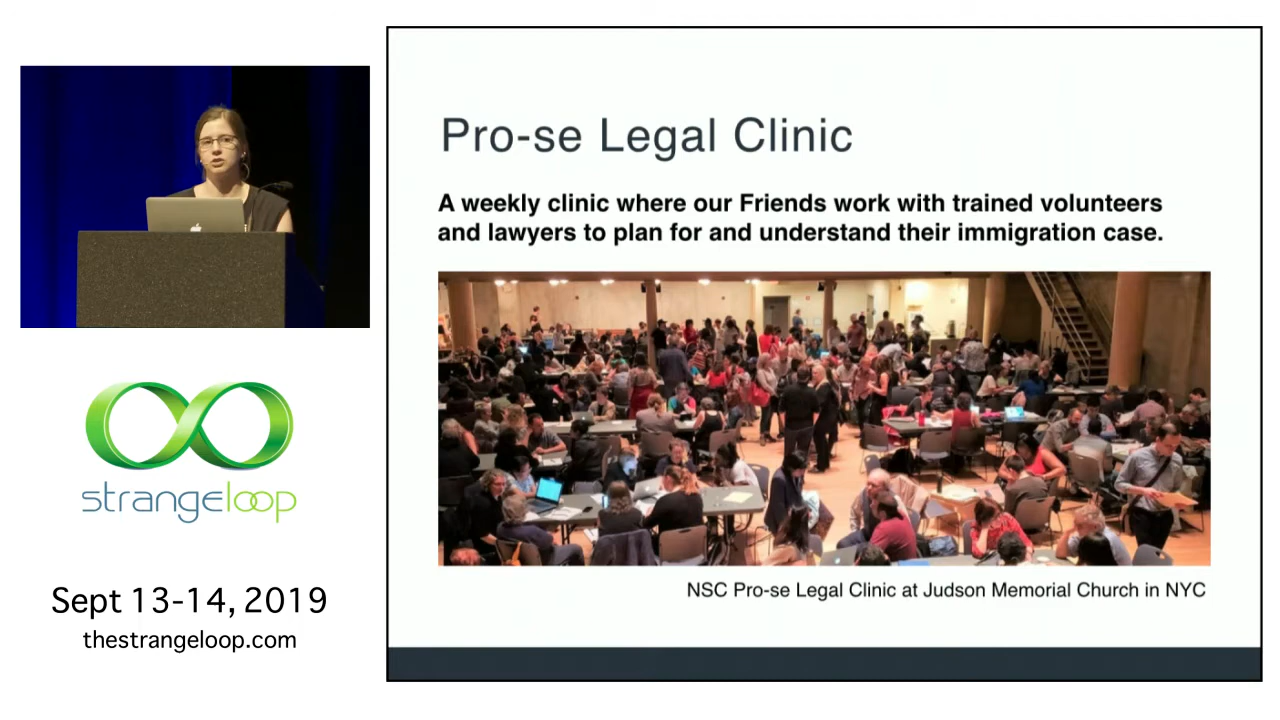 Pro-se Legal Clinic
A weekly clinic where our Friends work with trained volunteers
and lawyers to plan for and understand their immigration case.
NSC Pro-se Legal Clinic at Judson Memorial Church in NYC
strangeloop
Sept 13-14, 2019
thestrangeloop.com